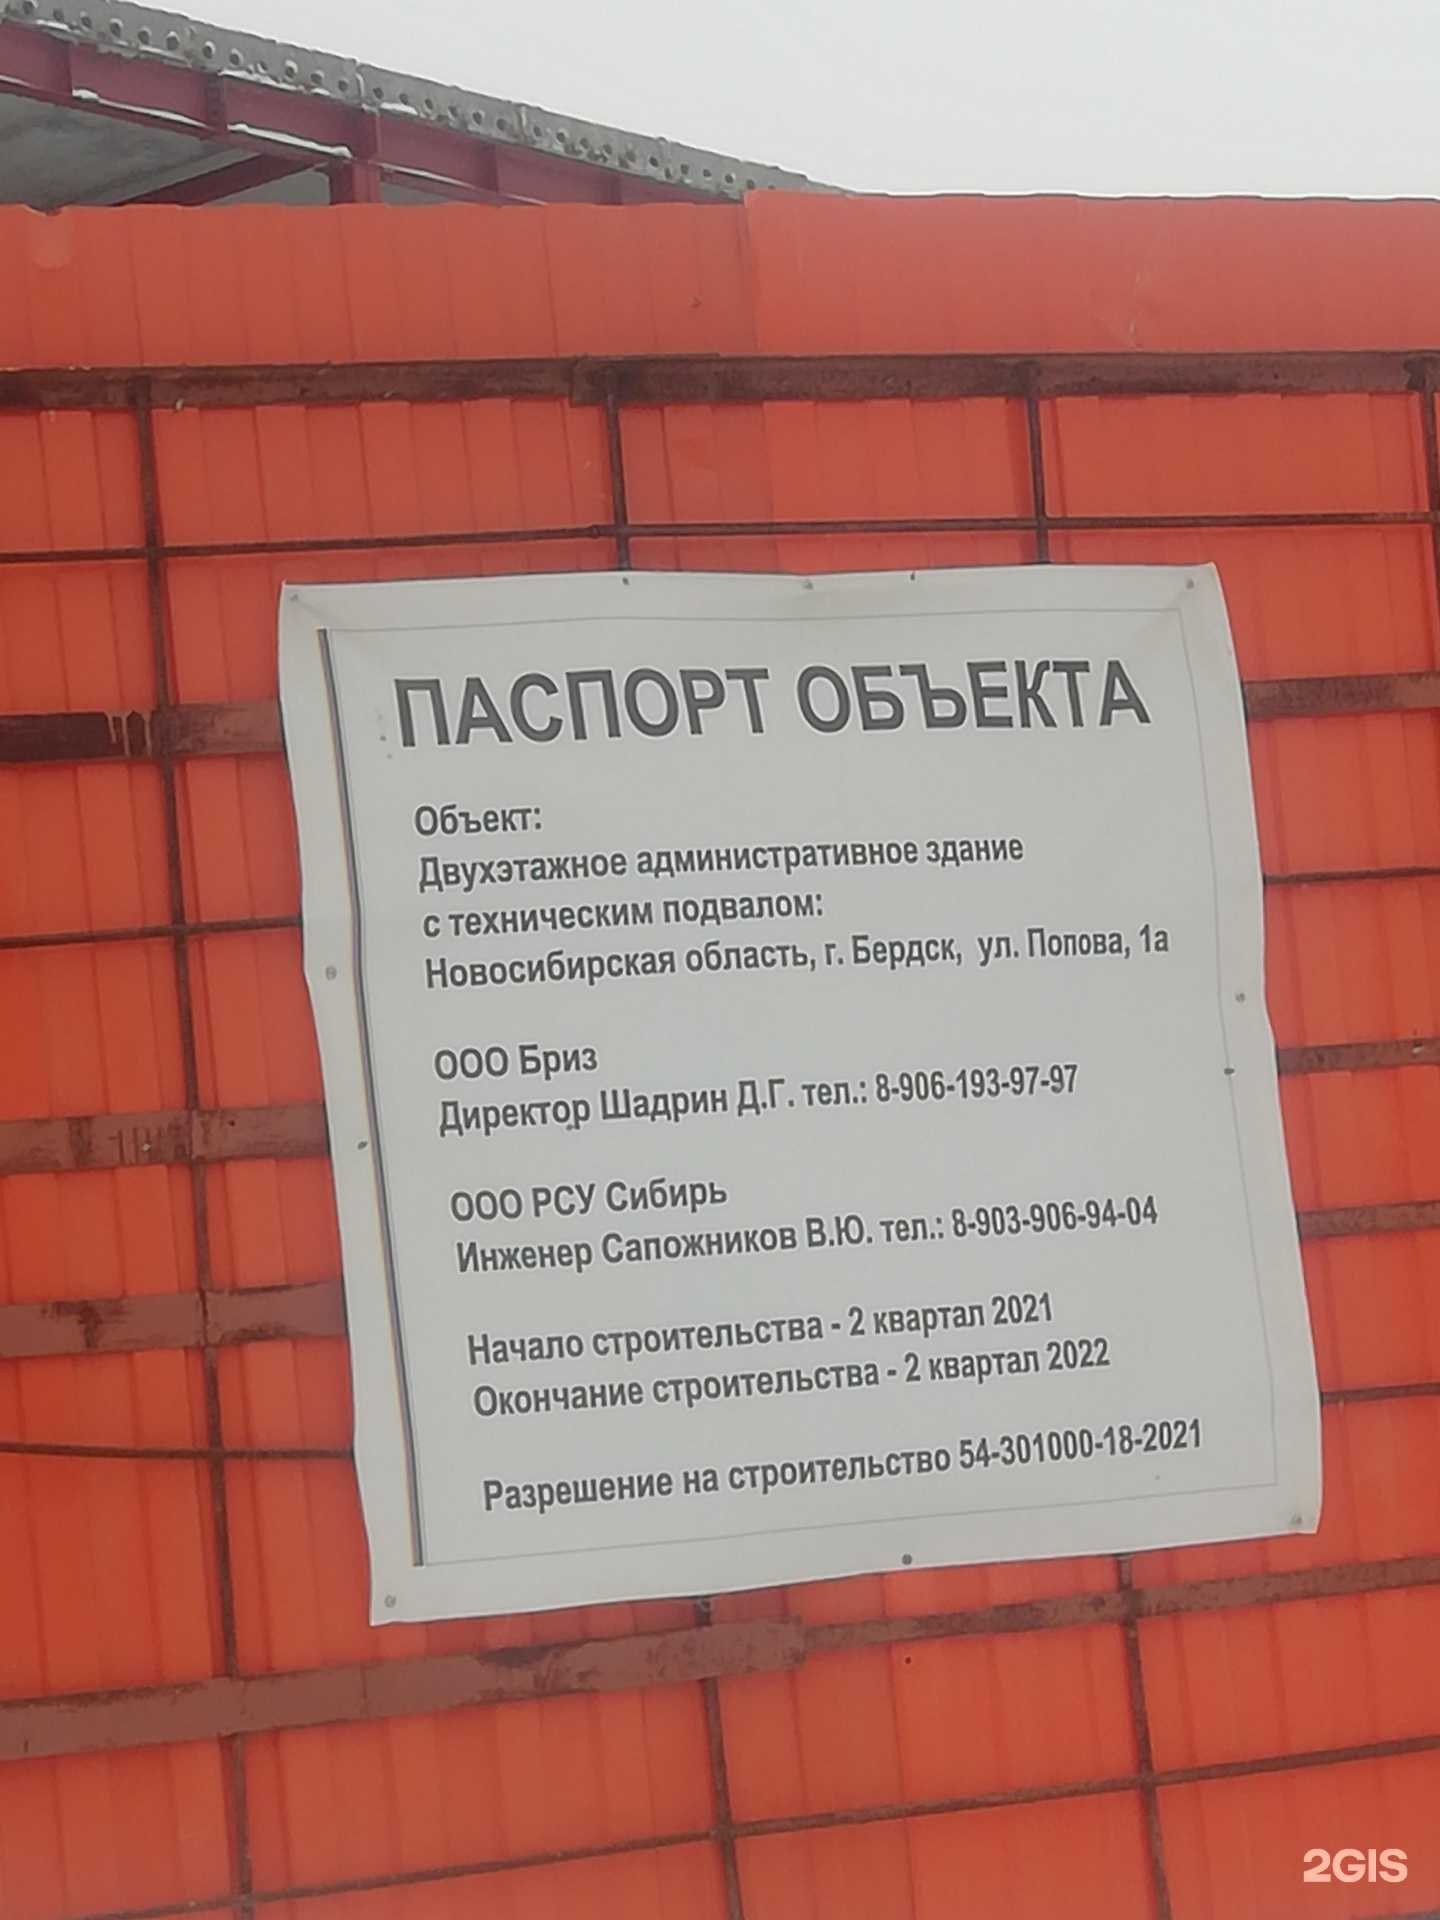 ПАСПОРТ ОБЪЕКТА
Объект:
Двухэтажное административное здание
с техническим подвалом:
Новосибирская область, г. Бердск, ул. Попова, 1а
ООО Бриз
Директор Шадрин Д.Г. тел.: 8-906-193-97-97
ООО РСУ Сибирь
Инженер Сапожников В.Ю. тел.: 8-903-906-94-04
Начало строительства - 2 квартал 2021
Окончание строительства - 2 квартал 2022
Разрешение на строительство 54-301000-18-2021
2GIS